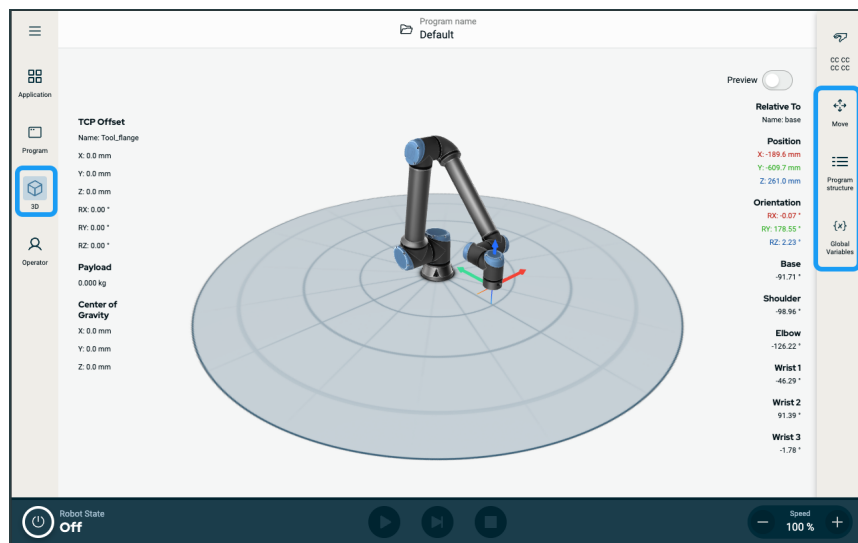 Program name
Default
Application
Program
3D
Operator
TCP Offset
Name: Tool_flange
X: 0.0 mm
Y: 0.0 mm
Z: 0.0 mm
RX: 0.00 °
RY: 0.00 °
RZ: 0.00 °
Payload
0.000 kg
Center of
Gravity
X: 0.0 mm
Y: 0.0 mm
Z: 0.0 mm
Preview
Relative To
Name: base
Position
X: -189.6 mm
Y: -609.7 mm
Z: 261.0 mm
Orientation
RX: -0.07 °
RY: 178.55 °
RZ: 2.23 °
Base
-91.71 °
Shoulder
-98.96 °
Elbow
-126.22 °
Wrist 1
-46.29 °
Wrist 2
91.39 °
Wrist 3
-1.78 °
CC CC
CC CC
Move
Program
structure
{x}
Global
Variables
Robot State
Off
Speed
100 %